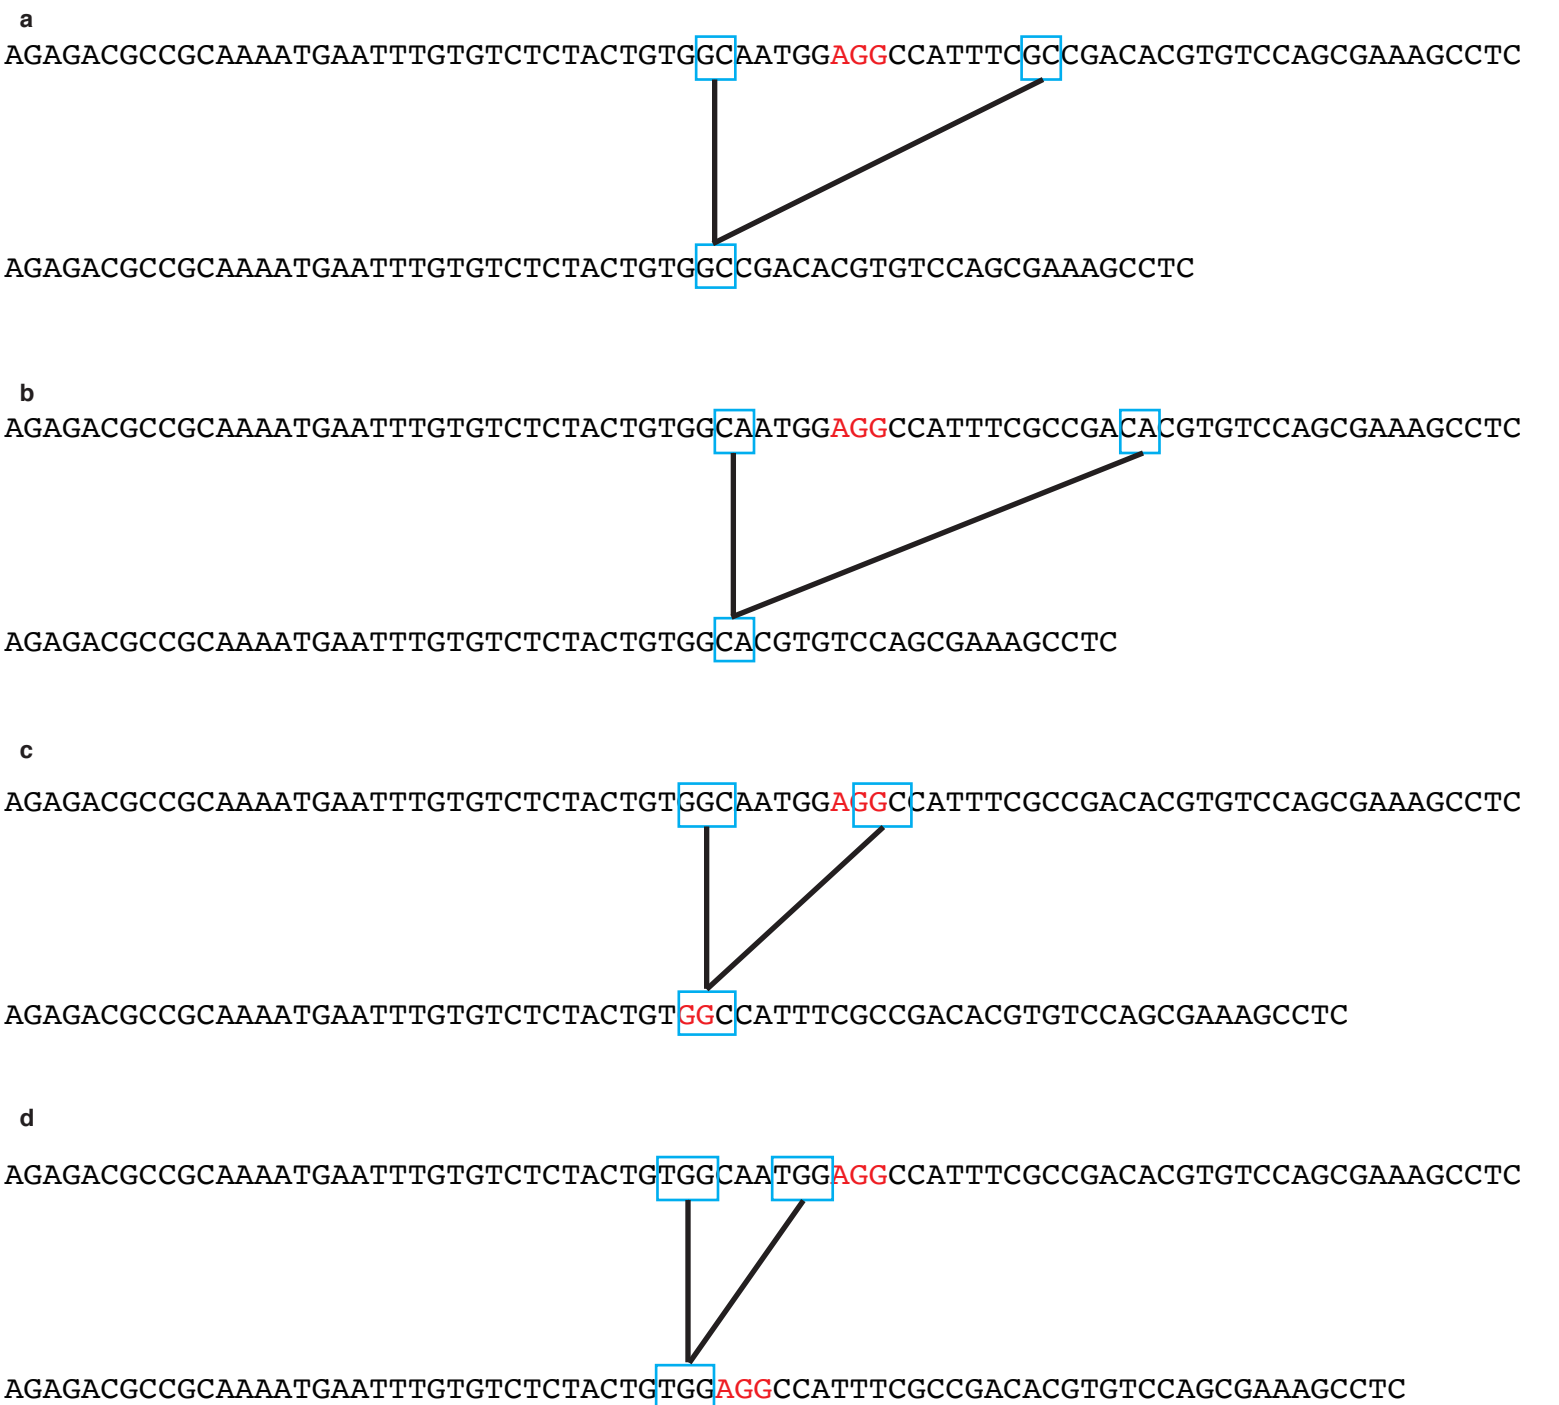 a
AGAGACGCCGCAAAATGAATTTGTGTCTCTACTGTGGCAATGGAGGCCATTTCGCCGACACGTGTCCAGCGAAAGCCTC
AGAGACGCCGCAAAATGAATTTGTGTCTCTACTGTGGCCGACACGTGTCCAGCGAAAGCCTC
b
AGAGACGCCGCAAAATGAATTTGTGTCTCTACTGTGGCAATGGAGGCCATTTCGCCGACACGTGTCCAGCGAAAGCCTC
AGAGACGCCGCAAAATGAATTTGTGTCTCTACTGTGGCACGTGTCCAGCGAAAGCCTC
c
AGAGACGCCGCAAAATGAATTTGTGTCTCTACTGTGGCAATGGAGGCCATTTCGCCGACACGTGTCCAGCGAAAGCCTC
AGAGACGCCGCAAAATGAATTTGTGTCTCTACTGTGGCCATTTCGCCGACACGTGTCCAGCGAAAGCCTC
d
AGAGACGCCGCAAAATGAATTTGTGTCTCTACTGTGGCAATGGAGGCCATTTCGCCGACACGTGTCCAGCGAAAGCCTC
AGAGACGCCGCAAAATGAATTTGTGTCTCTACTGTGGAGGCCATTTCGCCGACACGTGTCCAGCGAAAGCCTC